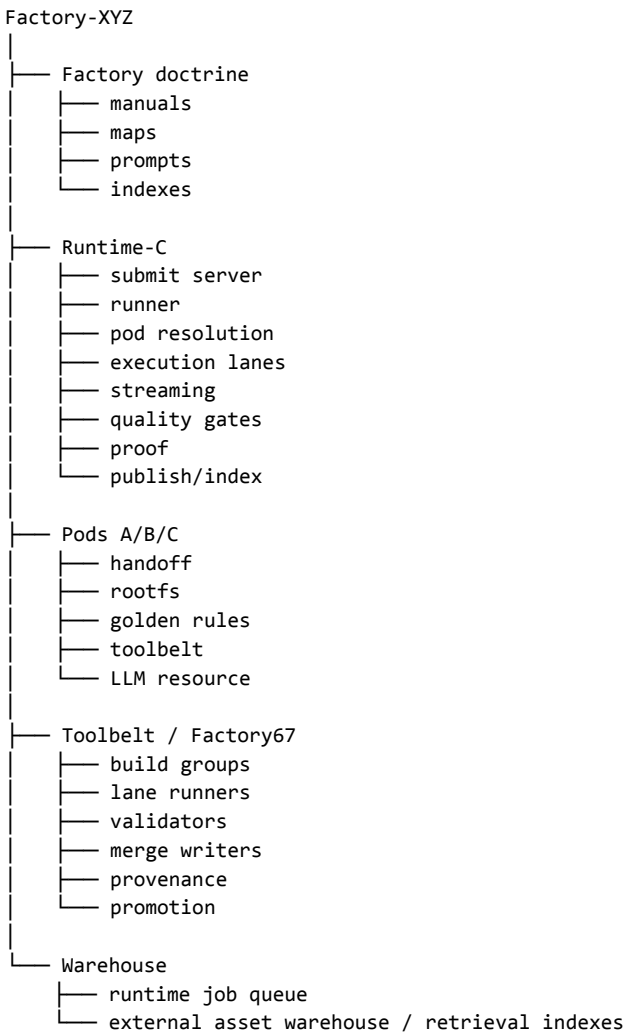 Factory-XYZ
│
├── Factory doctrine
│   ├── manuals
│   ├── maps
│   ├── prompts
│   └── indexes
│
├── Runtime-C
│   ├── submit server
│   ├── runner
│   ├── pod resolution
│   ├── execution lanes
│   ├── streaming
│   ├── quality gates
│   ├── proof
│   └── publish/index
│
├── Pods A/B/C
│   ├── handoff
│   ├── rootfs
│   ├── golden rules
│   ├── toolbelt
│   └── LLM resource
│
├── Toolbelt / Factory67
│   ├── build groups
│   ├── lane runners
│   ├── validators
│   ├── merge writers
│   ├── provenance
│   └── promotion
│
└── Warehouse
    ├── runtime job queue
    └── external asset warehouse / retrieval indexes